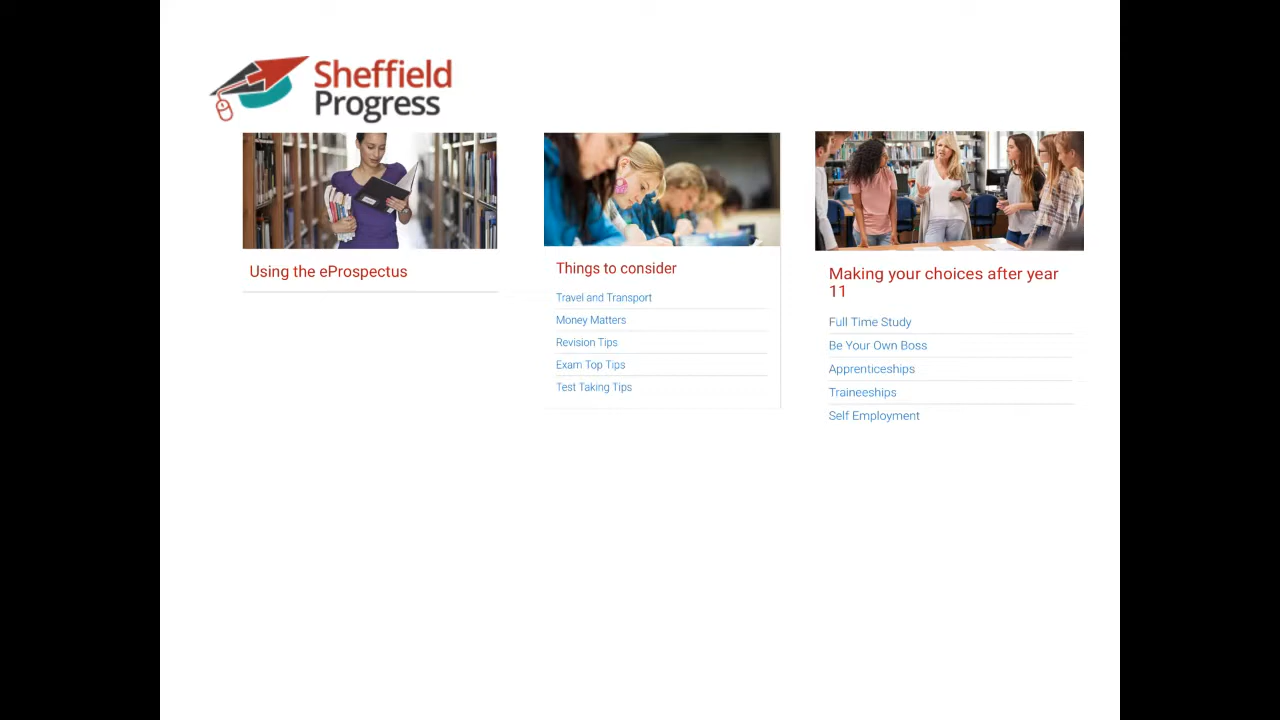 Sheffield
Progress
Using the eProspectus
Things to consider
Travel and Transport
Money Matters
Revision Tips
Exam Top Tips
Test Taking Tips
Making your choices after year
11
Full Time Study
Be Your Own Boss
Apprenticeships
Traineeships
Self Employment